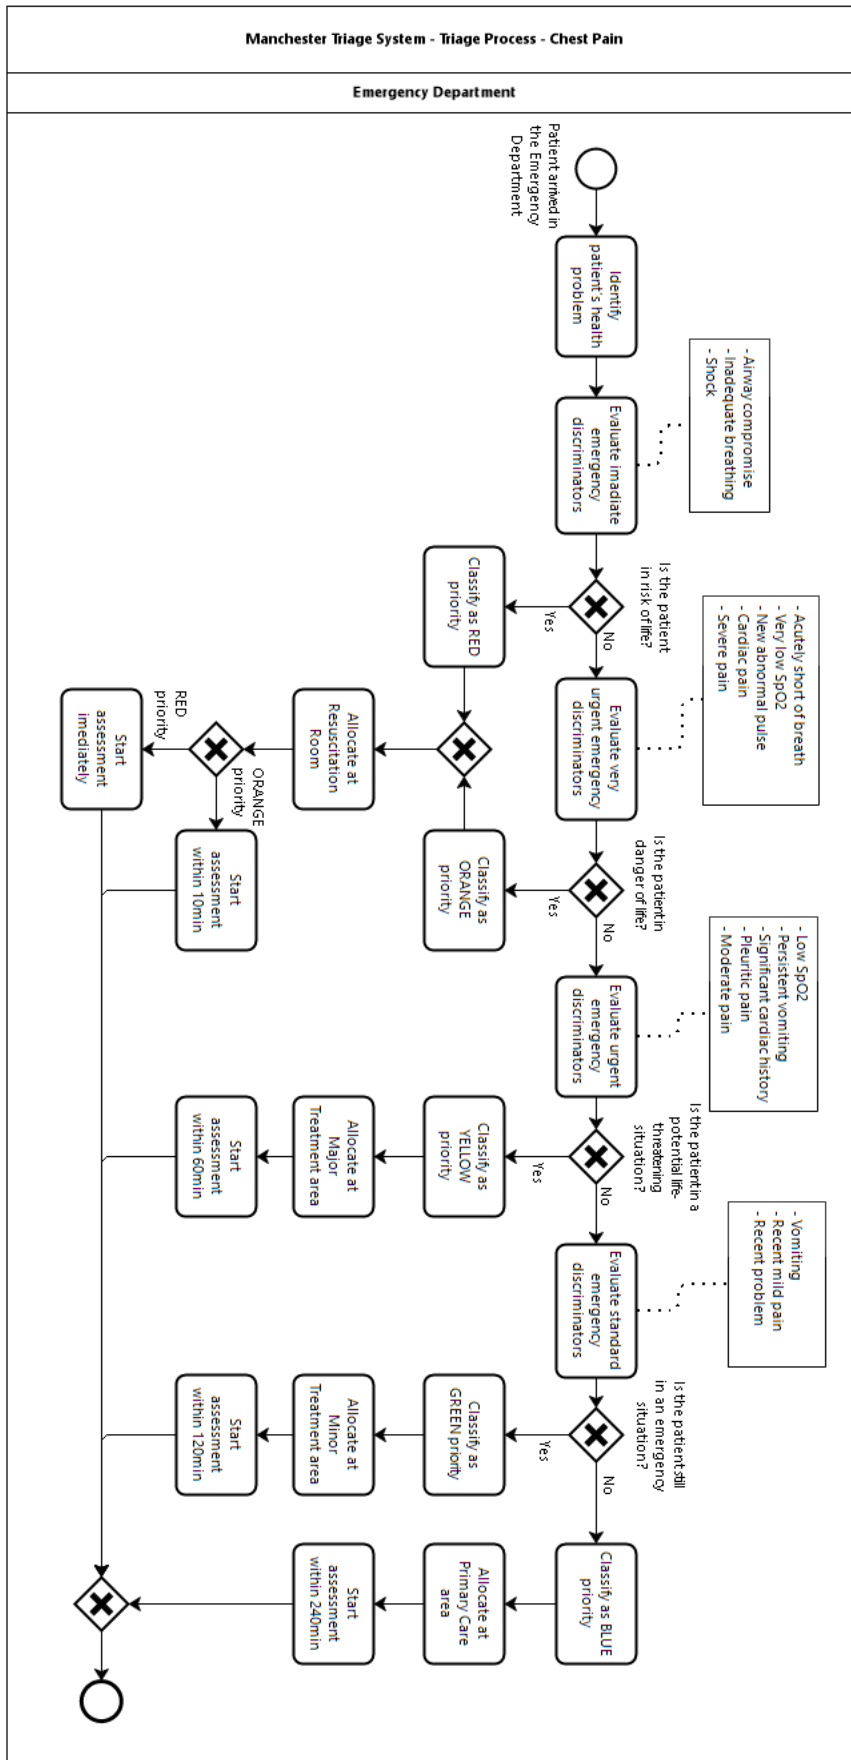 Manchester Triage System - Triage Process - Chest Pain
Emergency Department
Patient arrived in
the Emergency
Department
Identify
patient's health
problem
- Airway compromise
- Inadequate breathing
- Shock
Evaluate imadiate
emergency
discriminators
Is the patient
in risk of life?
Yes
No
Classify as RED
priority
- Acutely short of breath
- Very low SpO2
- New abnormal pulse
- Cardiac pain
- Severe pain
Evaluate very
urgent emergency
discriminators
Is the patient in
danger of life?
Yes
No
Classify as
ORANGE
priority
Allocate at
Resuscitation
Room
RED
priority
ORANGE
priority
Start
assessment
imediately
Start
assessment
within 10min
- Low SpO2
- Persistent vomiting
- Significant cardiac history
- Pleuritic pain
- Moderate pain
Evaluate urgent
emergency
discriminators
Is the patient in a
potential life-
threatening
situation?
Yes
No
Classify as
YELLOW
priority
Allocate at
Major
Treatment area
Start
assessment
within 60min
- Vomiting
- Recent mild pain
- Recent problem
Evaluate standard
emergency
discriminators
Is the patient still
in an emergency
situation?
Yes
No
Classify as
GREEN priority
Allocate at
Minor
Treatment area
Start
assessment
within 120min
Classify as BLUE
priority
Allocate at
Primary Care
area
Start
assessment
within 240min